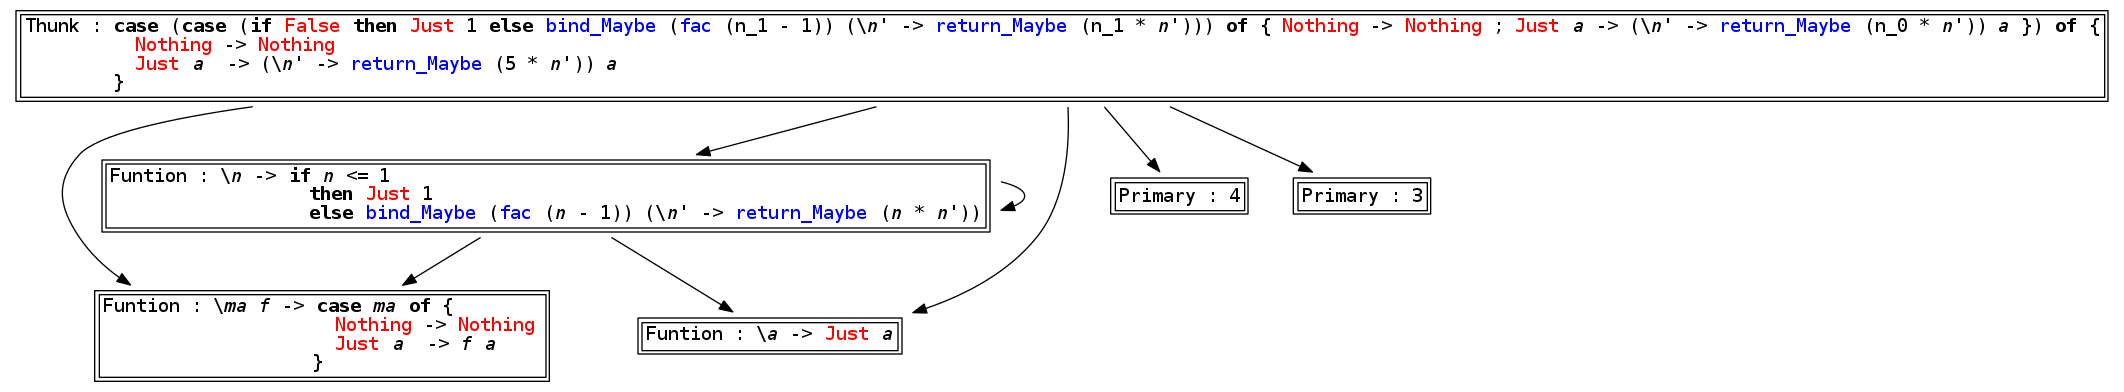 Thunk : case (case (if False then Just 1 else bind_Maybe (fac (n_1 - 1)) (\n' -> return_Maybe (n_1 * n'))) of { Nothing -> Nothing ; Just a -> (\n' -> return_Maybe (n_0 * n')) a }) of {
Nothing -> Nothing
Just a -> (\n' -> return_Maybe (5 * n')) a
}
Funtion : \n -> if n <= 1
then Just 1
else bind_Maybe (fac (n - 1)) (\n' -> return_Maybe (n * n'))
Primary : 4
Primary : 3
Funtion : \ma f -> case ma of {
Nothing -> Nothing
Just a -> f a
}
Funtion : \a -> Just a